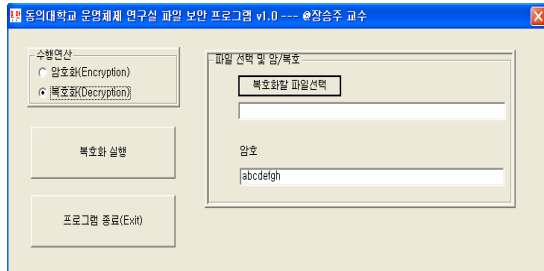 동의대학교 운영체제 연구실 파일 보안 프로그램 v1.0 --- @장승주 교수
수행연산
암호화(Encryption)
복호화(Decryption)
복호화 실행
프로그램 종료(Exit)
파일 선택 및 암/복호
복호화할 파일선택
암호
abcdefgh